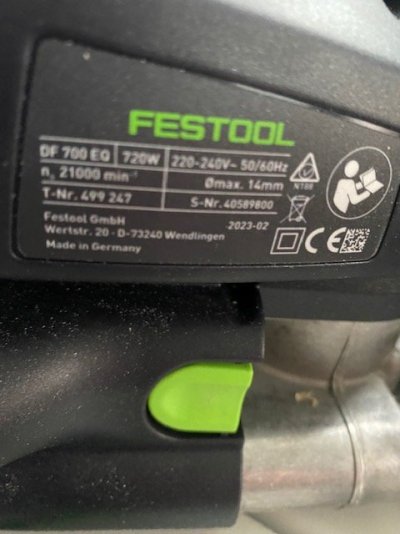 FESTOOL
DF 700 EQ 720W 220-240V~ 50/60Hz
n₀ 21000 min⁻¹ Ømax. 14mm
T-Nr. 499 247 S-Nr. 40589800
Festool GmbH 2023-02
Wertstr. 20 · D-73240 Wendlingen
Made in Germany
N188
CE